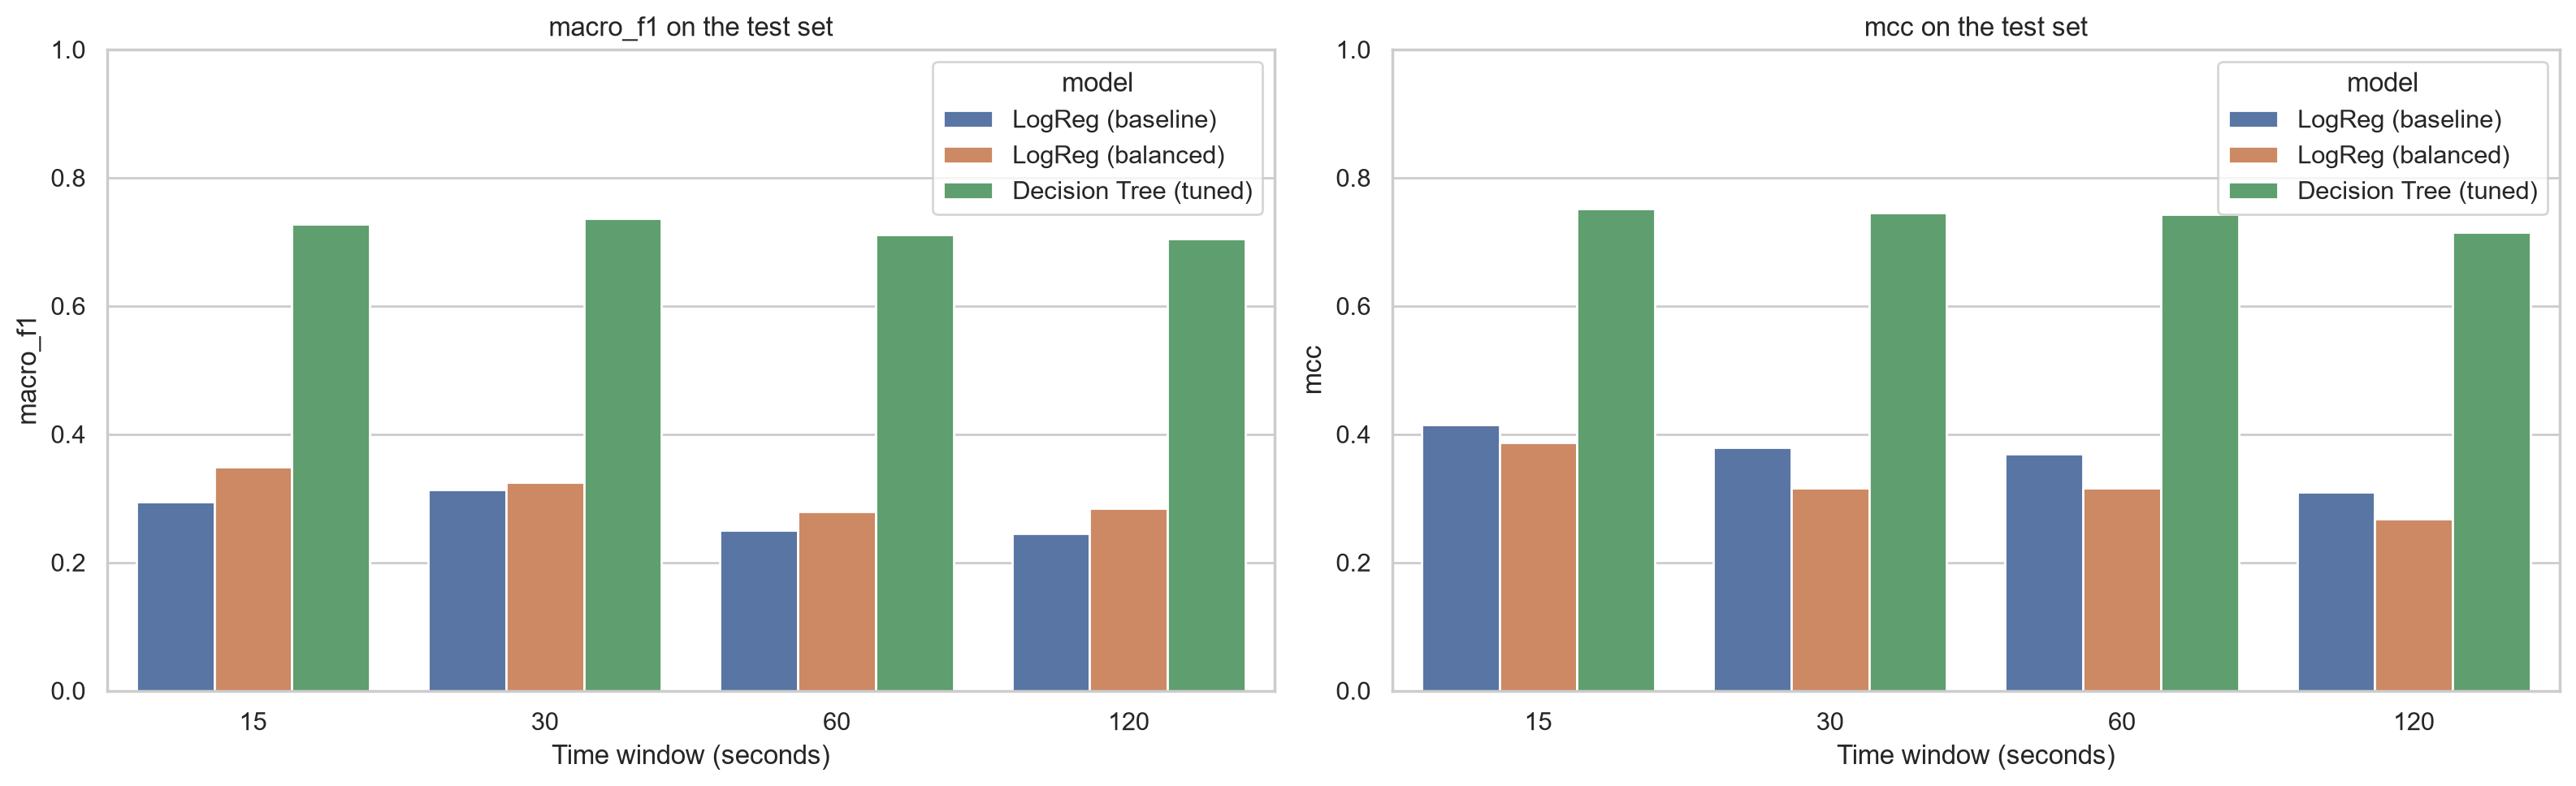 macro_f1 on the test set
1.0
0.8
0.6
0.4
0.2
0.0
macro_f1
model
LogReg (baseline)
LogReg (balanced)
Decision Tree (tuned)
15 30 60 120
Time window (seconds)
mcc on the test set
1.0
0.8
0.6
0.4
0.2
0.0
mcc
model
LogReg (baseline)
LogReg (balanced)
Decision Tree (tuned)
15 30 60 120
Time window (seconds)